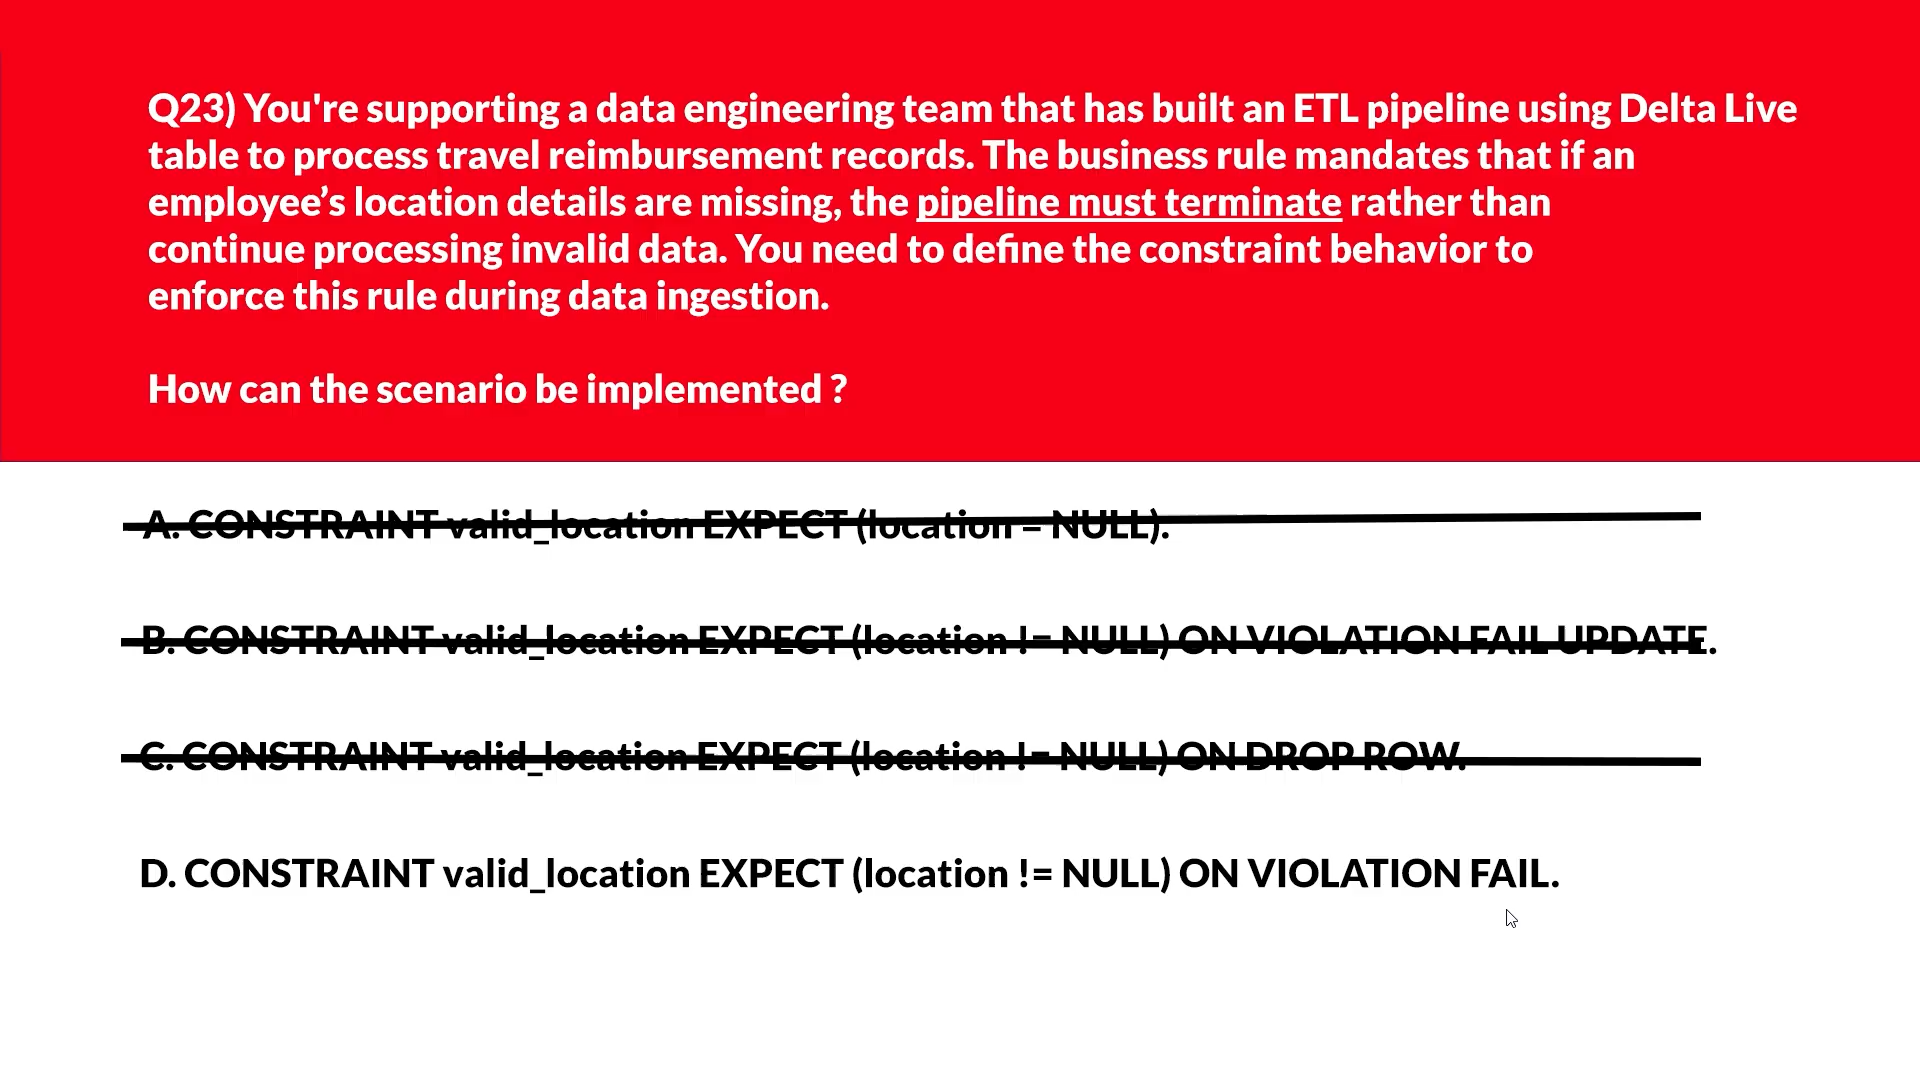 Q23) You're supporting a data engineering team that has built an ETL pipeline using Delta Live
table to process travel reimbursement records. The business rule mandates that if an
employee’s location details are missing, the pipeline must terminate rather than
continue processing invalid data. You need to define the constraint behavior to
enforce this rule during data ingestion.
How can the scenario be implemented ?
A. CONSTRAINT valid_location EXPECT (location = NULL).
B. CONSTRAINT valid_location EXPECT (location != NULL) ON VIOLATION FAIL UPDATE.
C. CONSTRAINT valid_location EXPECT (location != NULL) ON DROP ROW.
D. CONSTRAINT valid_location EXPECT (location != NULL) ON VIOLATION FAIL.